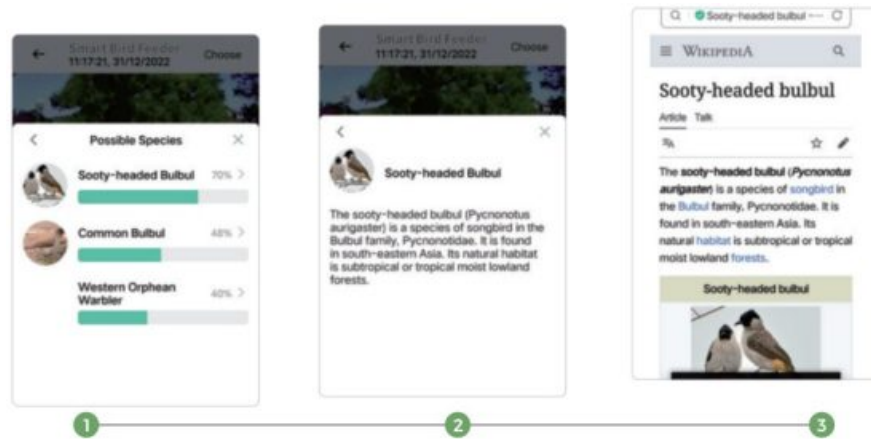 ← Smart Bird Feeder Choose
11:17:21, 31/12/2022
< Possible Species ×
Sooty-headed Bulbul 70% >
Common Bulbul 48% >
Western Orphean
Warbler 40% >
← Smart Bird Feeder Choose
11:17:21, 31/12/2022
< ×
Sooty-headed Bulbul
The sooty-headed bulbul (Pycnonotus
aurigaster) is a species of songbird in the
Bulbul family, Pycnonotidae. It is found
in south-eastern Asia. Its natural habitat
is subtropical or tropical moist lowland
forests.
Sooty-headed bulbul
WIKIPEDIA
Sooty-headed bulbul
Article Talk
The sooty-headed bulbul (Pycnonotus
aurigaster) is a species of songbird in
the Bulbul family, Pycnonotidae. It is
found in south-eastern Asia. Its
natural habitat is subtropical or tropical
moist lowland forests.
Sooty-headed bulbul
1 2 3